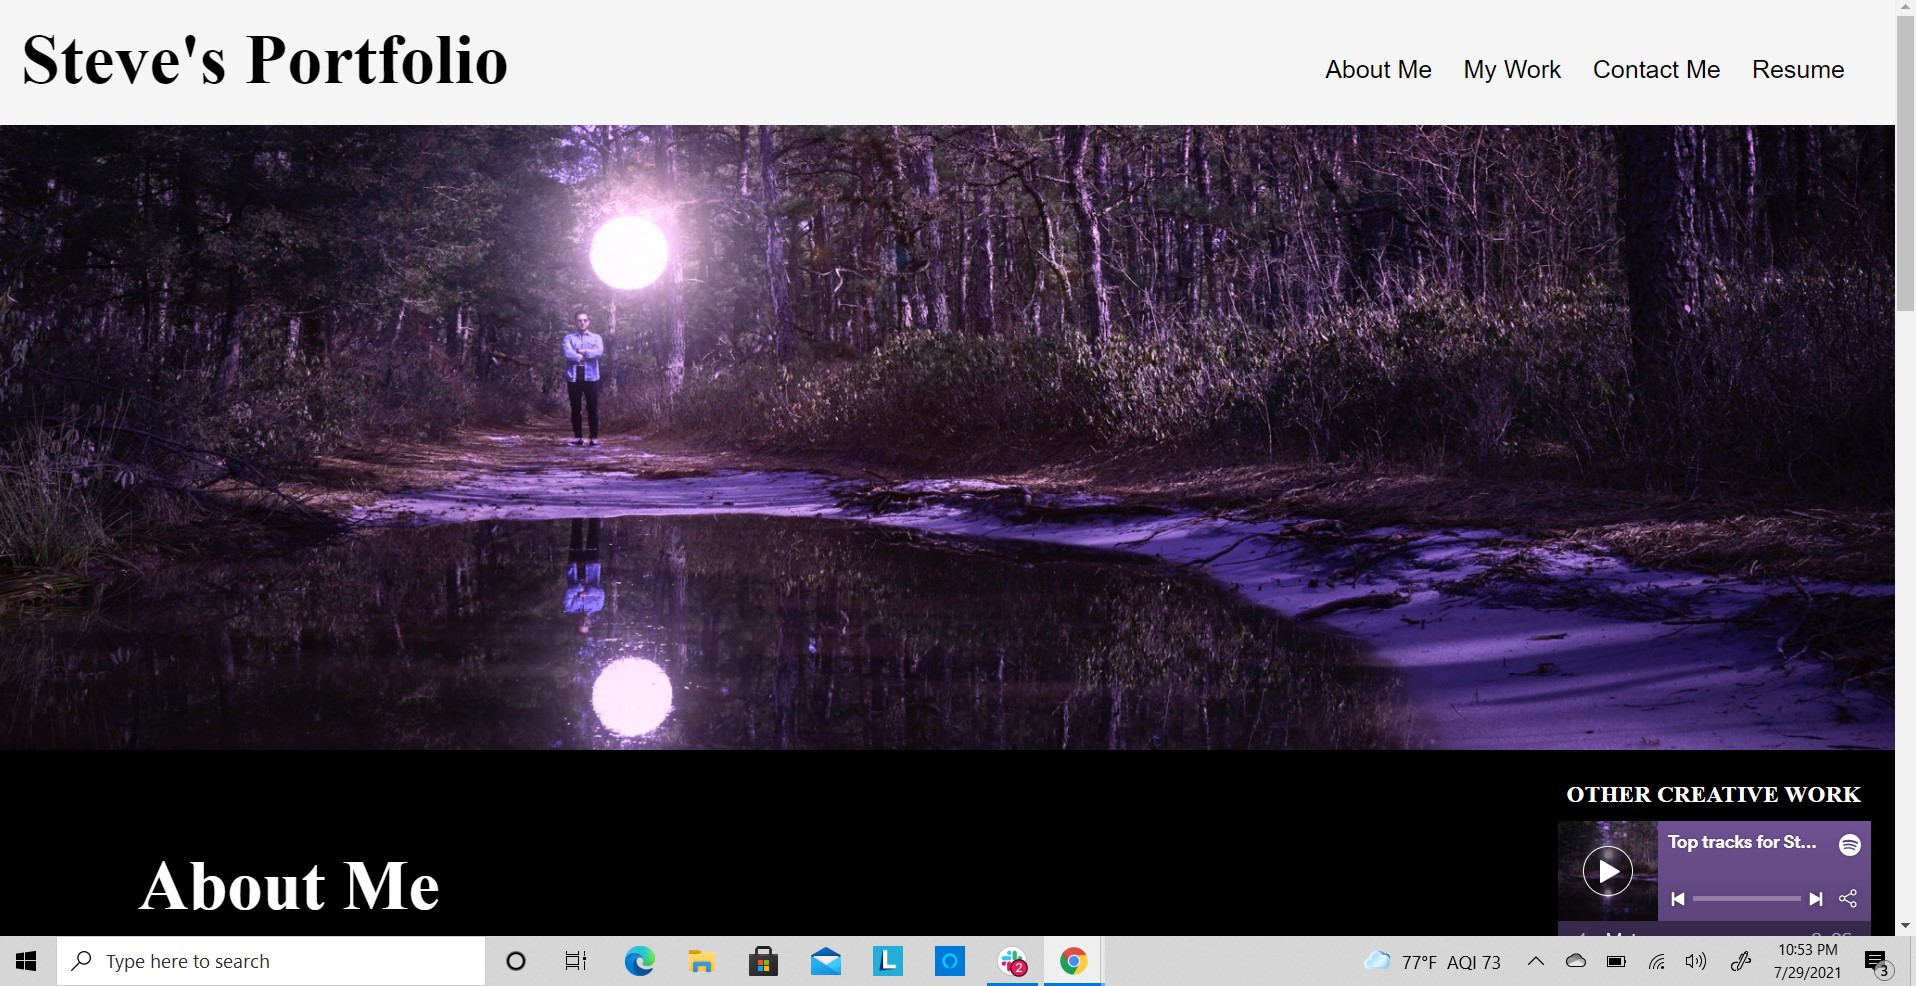 Steve's Portfolio
About Me My Work Contact Me Resume
OTHER CREATIVE WORK
Top tracks for St...
About Me
Type here to search
L
2
77°F AQI 73
10:53 PM
7/29/2021
3